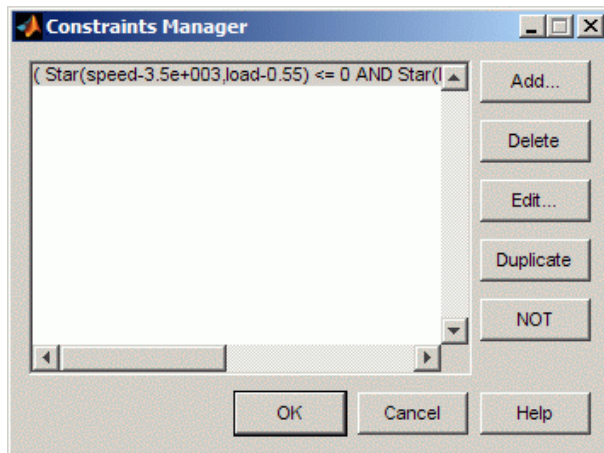 Constraints Manager
( Star(speed-3.5e+003,load-0.55) <= 0 AND Star(
Add...
Delete
Edit...
Duplicate
NOT
OK
Cancel
Help